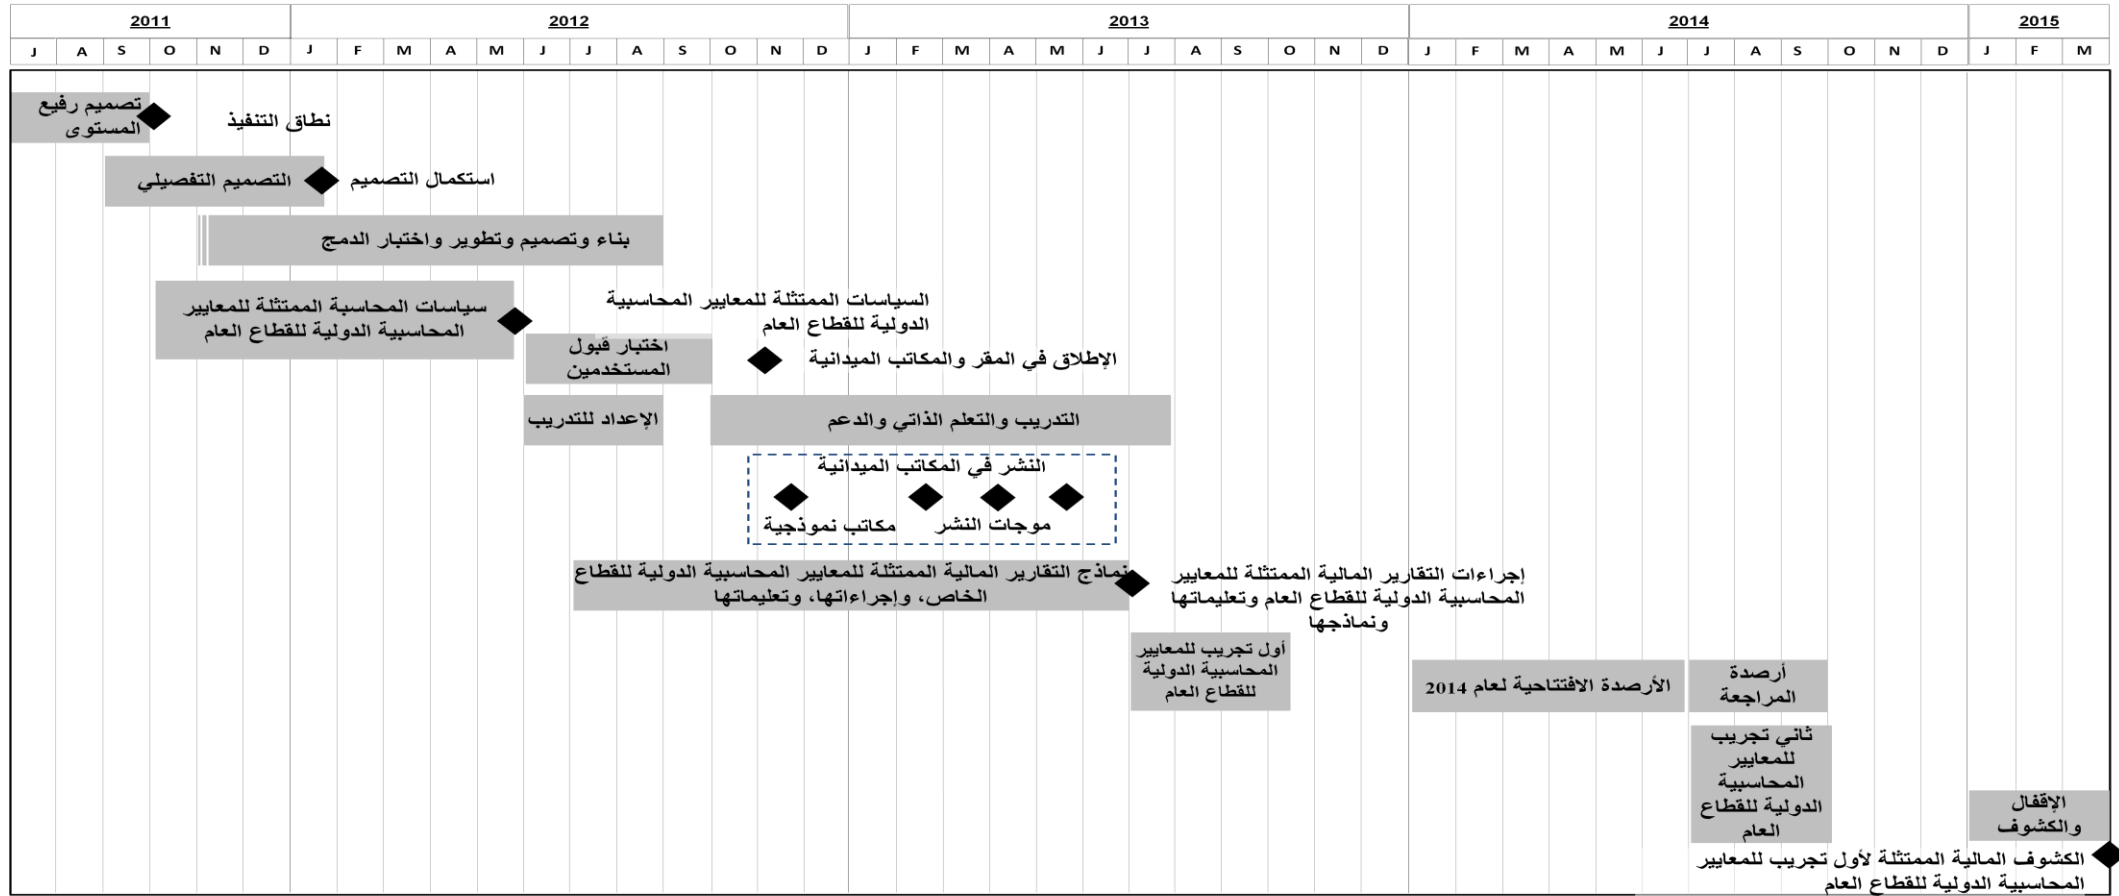 2011 2012 2013 2014 2015
J A S O N D J F M A M J J A S O N D J F M A M J J A S O N D J F M A M J J A S O N D J F M
تصميم رفيع
المستوى
نطاق التنفيذ
التصميم التفصيلي
استكمال التصميم
بناء وتصميم وتطوير واختبار الدمج
سياسات المحاسبة الممتثلة للمعايير
المحاسبية الدولية للقطاع العام
السياسات الممتثلة للمعايير المحاسبية
الدولية للقطاع العام
اختبار قبول
المستخدمين
الإطلاق في المقر والمكاتب الميدانية
الإعداد للتدريب
التدريب والتعلم الذاتي والدعم
النشر في المكاتب الميدانية
مكاتب نموذجية
موجات النشر
نماذج التقارير المالية الممتثلة للمعايير المحاسبية الدولية للقطاع
الخاص، وإجراءاتها، وتعليماتها
إجراءات التقارير المالية الممتثلة للمعايير
المحاسبية الدولية للقطاع العام وتعليماتها
ونماذجها
أول تجريب للمعايير
المحاسبية الدولية
للقطاع العام
الأرصدة الافتتاحية لعام 2014
أرصدة
المراجعة
ثاني تجريب
للمعايير
المحاسبية
الدولية للقطاع
العام
الإقفال
والكشوف
الكشوف المالية الممتثلة لأول تجريب للمعايير
المحاسبية الدولية للقطاع العام